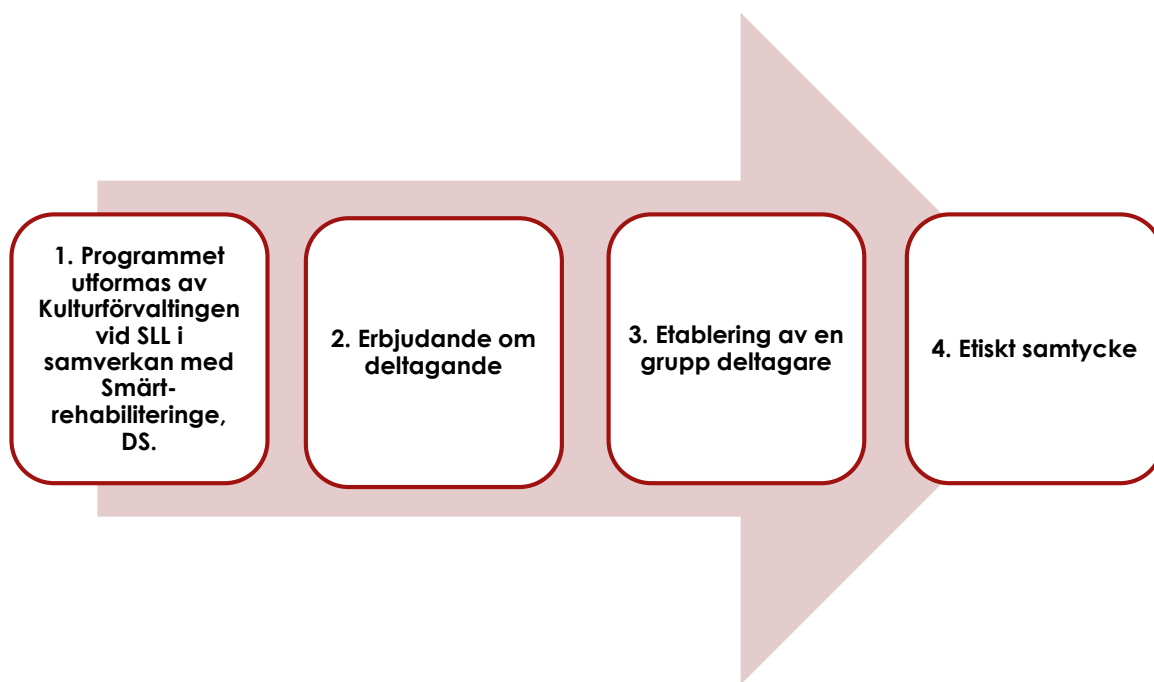 1. Programmet
utformas av
Kulturförvaltingen
vid SLL i
samverkan med
Smärt-
rehabiliteringe,
DS.
2. Erbjudande om
deltagande
3. Etablering av en
grupp deltagare
4. Etiskt samtycke